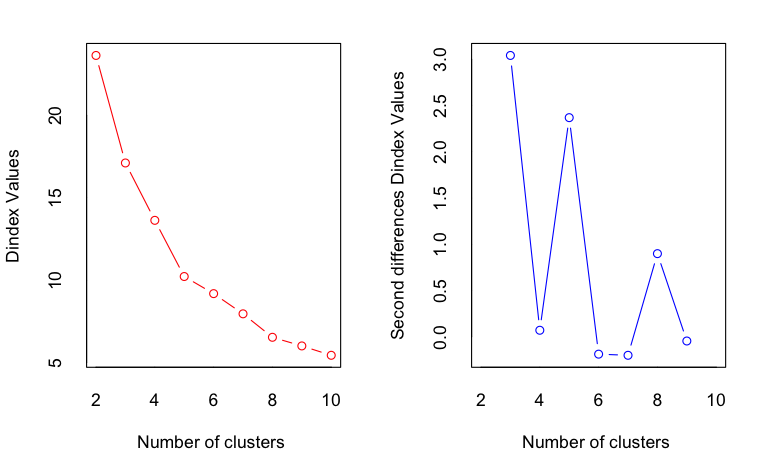 Dindex Values
20
15
10
5
2 4 6 8 10
Number of clusters
Second differences Dindex Values
3.0
2.5
2.0
1.5
1.0
0.5
0.0
2 4 6 8 10
Number of clusters